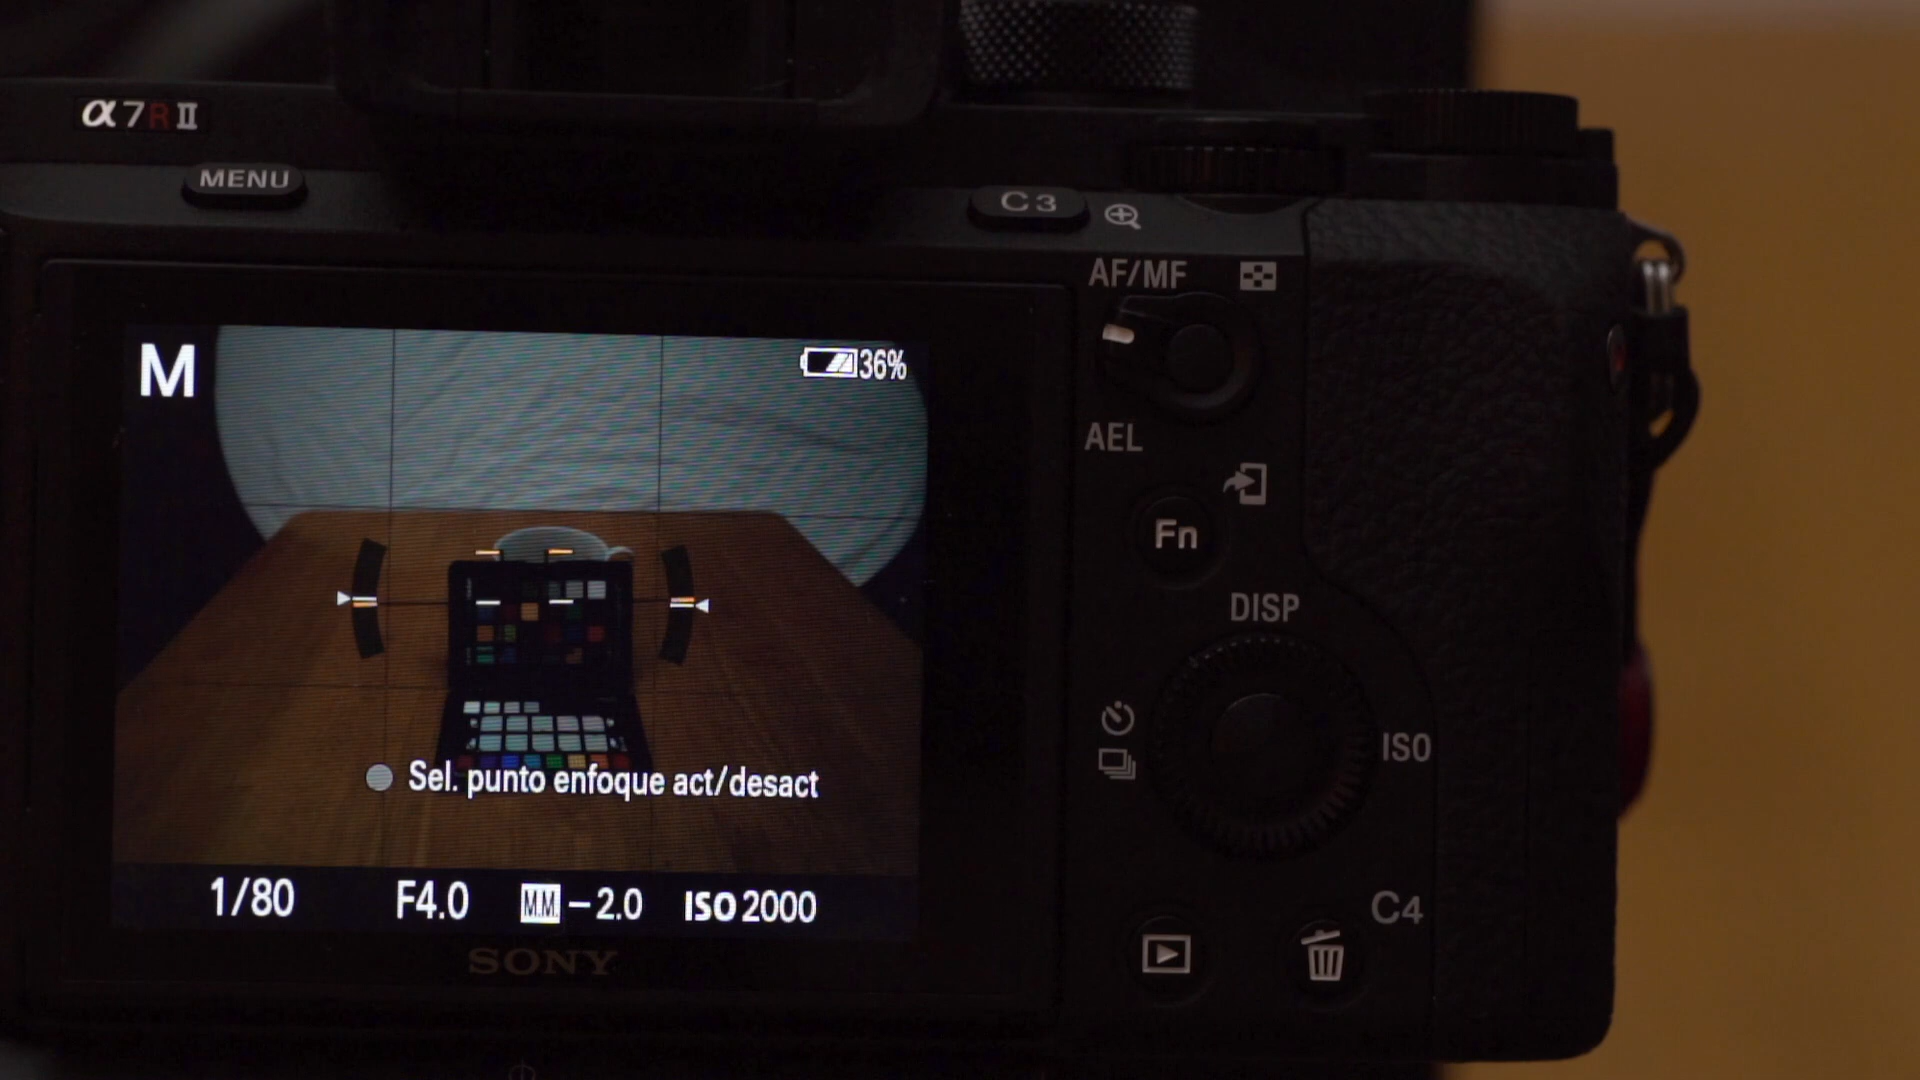 α7RII
MENU
C3
AF/MF
M
36%
AEL
Fn
DISP
ISO
Sel. punto enfoque act/desact
1/80 F4.0 M.M. −2.0 ISO 2000
C4
SONY